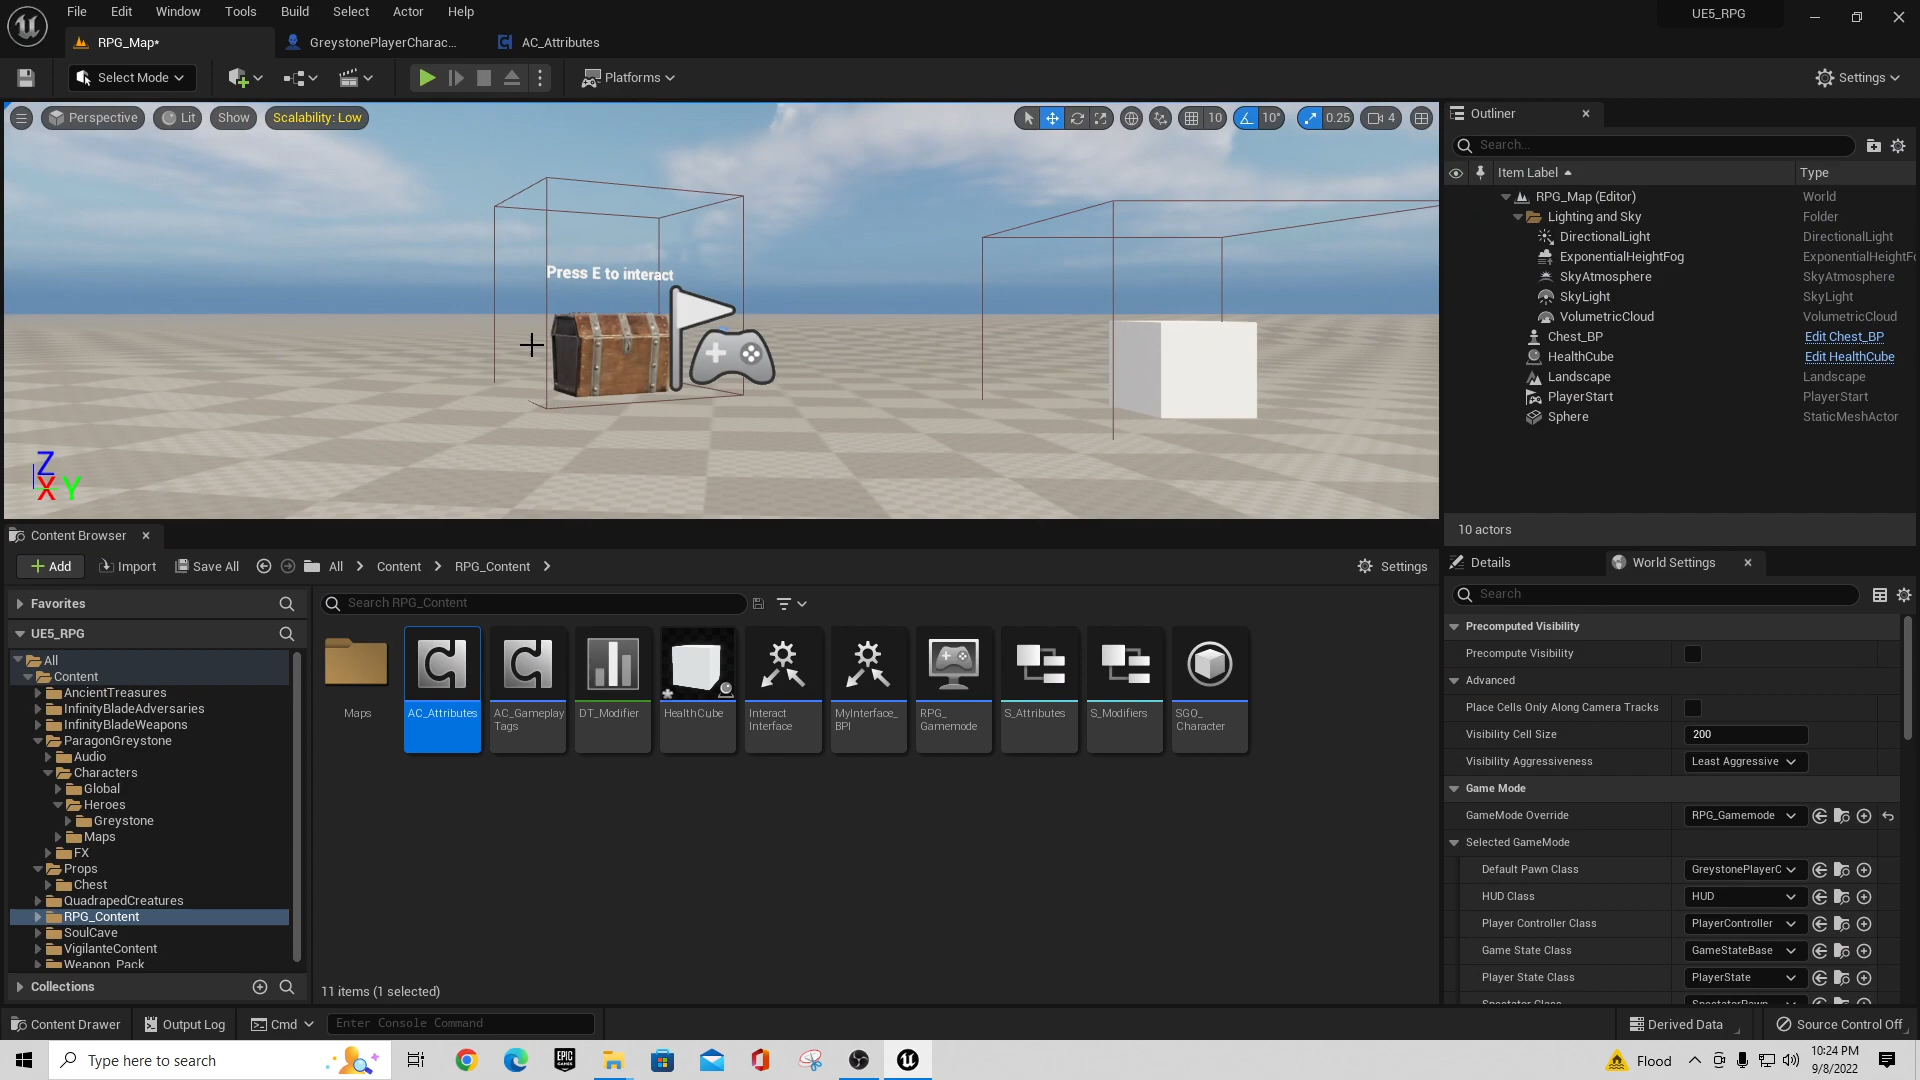 File Edit Window Tools Build Select Actor Help
UE5_RPG
RPG_Map* GreystonePlayerCharac... AC_Attributes
Select Mode Platforms Settings
Perspective Lit Show Scalability: Low 10 10° 0.25 4
Press E to interact
Z
X Y
Outliner
Search...
Item Label Type
RPG_Map (Editor) World
Lighting and Sky Folder
DirectionalLight DirectionalLight
ExponentialHeightFog ExponentialHeightFo
SkyAtmosphere SkyAtmosphere
SkyLight SkyLight
VolumetricCloud VolumetricCloud
Chest_BP Edit Chest_BP
HealthCube Edit HealthCube
Landscape Landscape
PlayerStart PlayerStart
Sphere StaticMeshActor
10 actors
Content Browser
Add Import Save All All Content RPG_Content Settings
Favorites
UE5_RPG
All
Content
AncientTreasures
InfinityBladeAdversaries
InfinityBladeWeapons
ParagonGreystone
Audio
Characters
Global
Heroes
Greystone
Maps
FX
Props
Chest
QuadrapedCreatures
RPG_Content
SoulCave
VigilanteContent
Weapon_Pack
Collections
Search RPG_Content
Maps
AC_Attributes
AC_Gameplay
Tags
DT_Modifier
HealthCube
Interact
Interface
MyInterface_
BPI
RPG_
Gamemode
S_Attributes
S_Modifiers
SGO_
Character
11 items (1 selected)
Details World Settings
Search
Precomputed Visibility
Precompute Visibility
Advanced
Place Cells Only Along Camera Tracks
Visibility Cell Size 200
Visibility Aggressiveness Least Aggressive
Game Mode
GameMode Override RPG_Gamemode
Selected GameMode
Default Pawn Class GreystonePlayerC
HUD Class HUD
Player Controller Class PlayerController
Game State Class GameStateBase
Player State Class PlayerState
Spectator Class SpectatorPawn
Content Drawer Output Log Cmd Enter Console Command Derived Data Source Control Off
Type here to search
EPIC
GAMES
Flood
10:24 PM
9/8/2022